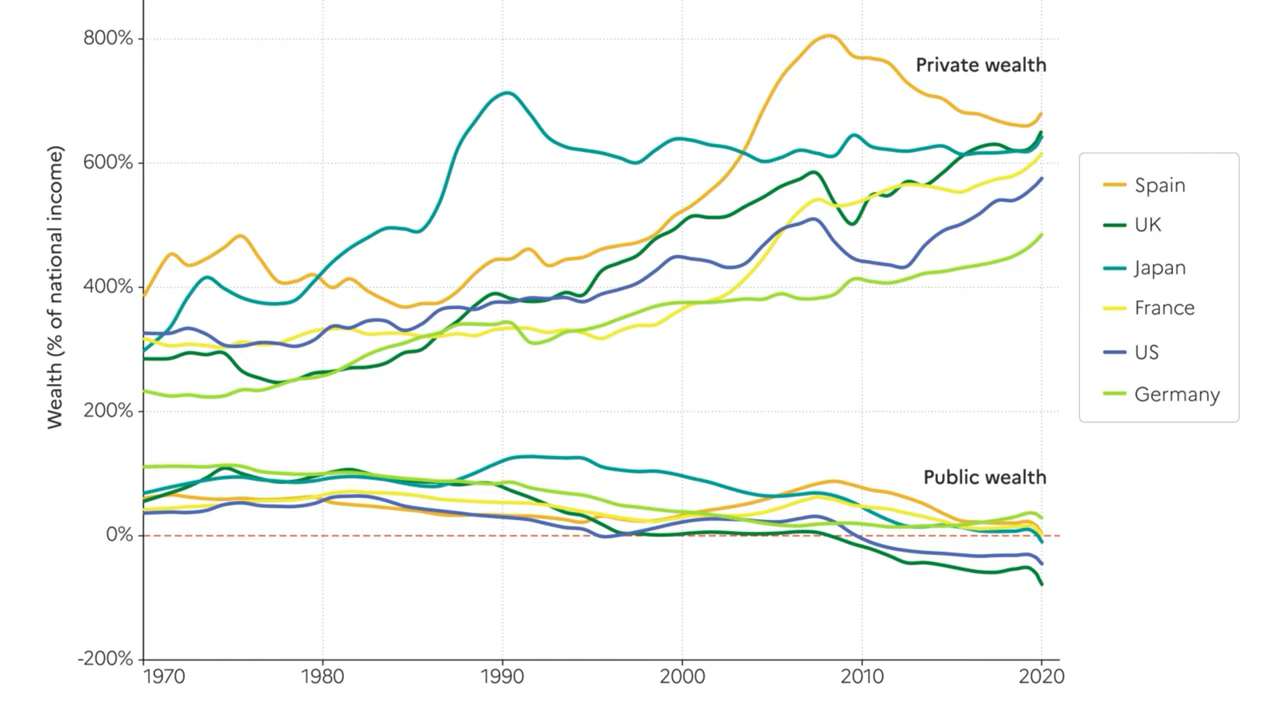 800%
Private wealth
600%
400%
200%
Public wealth
0%
-200%
Wealth (% of national income)
1970 1980 1990 2000 2010 2020
Spain
UK
Japan
France
US
Germany